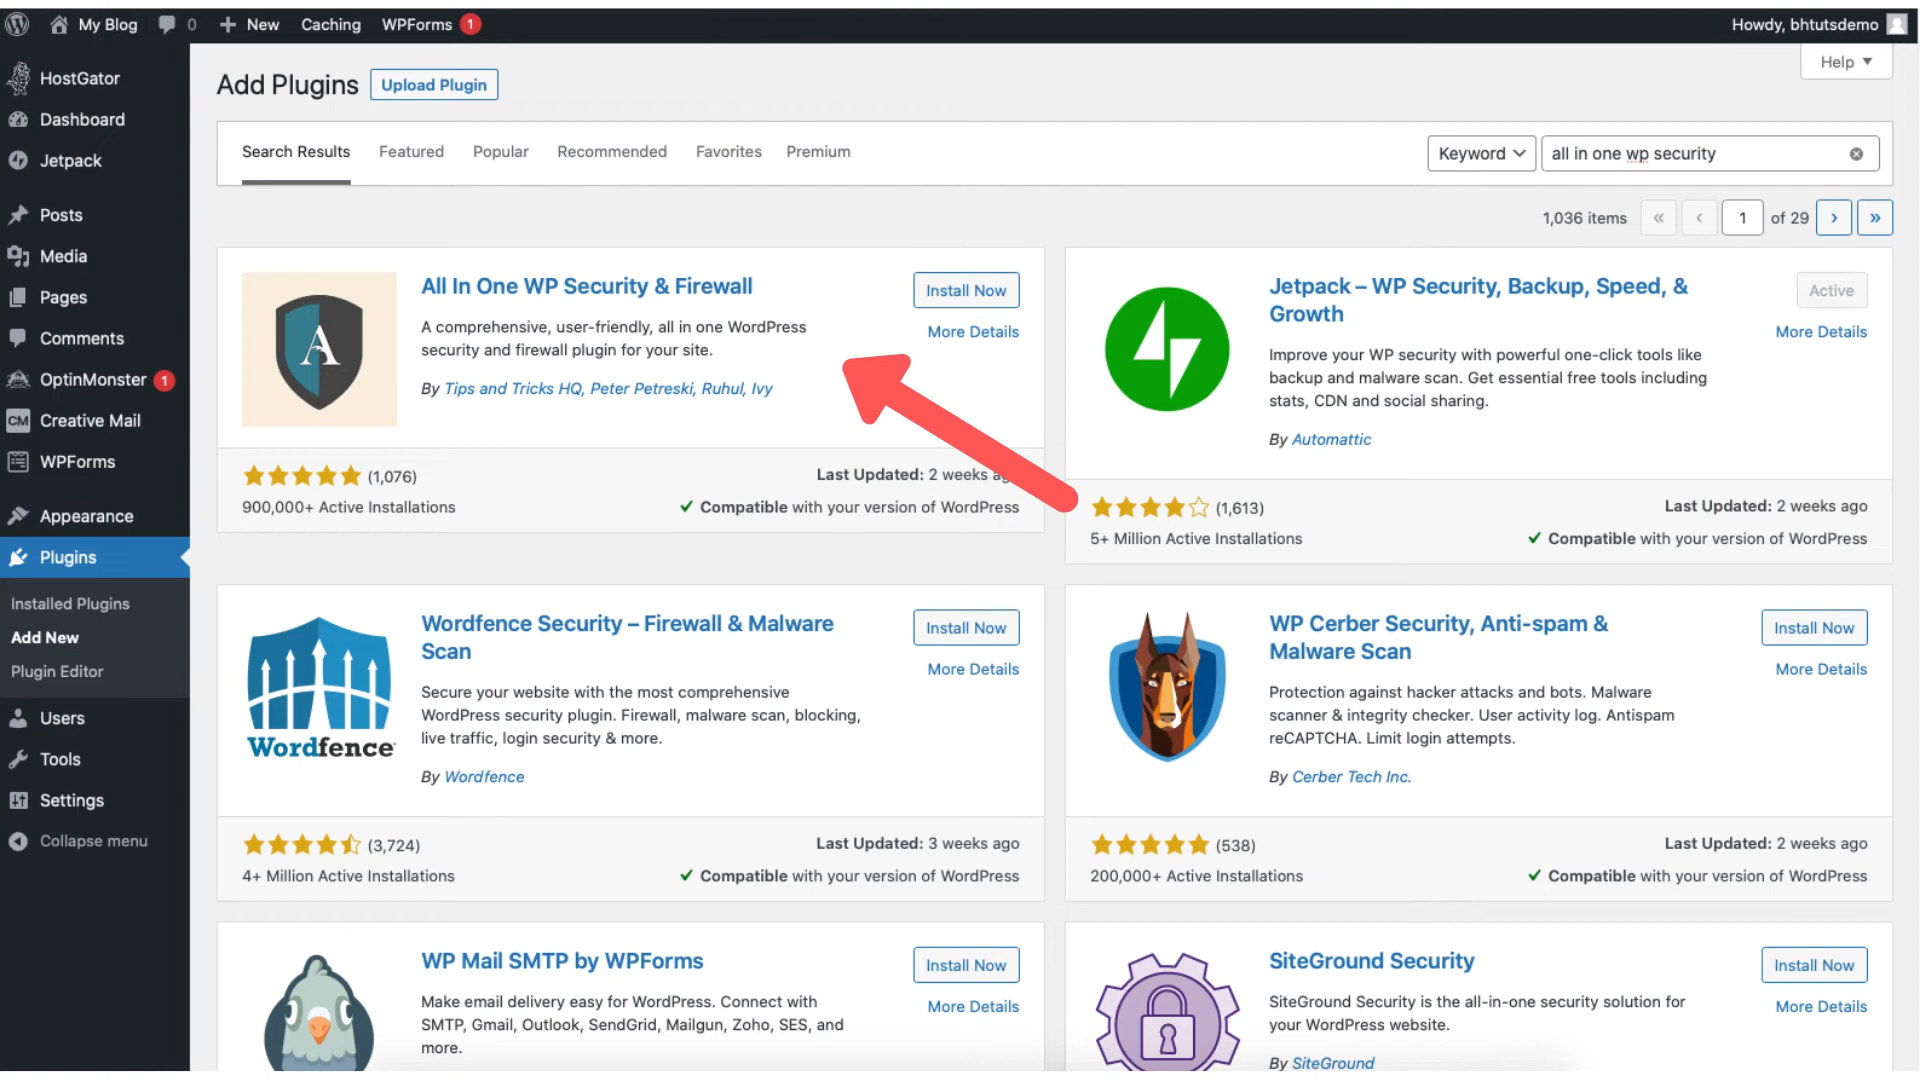 My Blog 0 New Caching WPForms 1 Howdy, bhtutsdemo
HostGator
Dashboard
Jetpack
Posts
Media
Pages
Comments
OptinMonster 1
CM Creative Mail
WPForms
Appearance
Plugins
Installed Plugins
Add New
Plugin Editor
Users
Tools
Settings
Collapse menu
Help
Add Plugins Upload Plugin
Search Results Featured Popular Recommended Favorites Premium Keyword all in one wp security
1,036 items « ‹ 1 of 29 › »
A
All In One WP Security & Firewall
Install Now
More Details
A comprehensive, user-friendly, all in one WordPress
security and firewall plugin for your site.
By Tips and Tricks HQ, Peter Petreski, Ruhul, Ivy
(1,076)
Last Updated: 2 weeks
900,000+ Active Installations
Compatible with your version of WordPress
Jetpack – WP Security, Backup, Speed, &
Growth
Active
More Details
Improve your WP security with powerful one-click tools like
backup and malware scan. Get essential free tools including
stats, CDN and social sharing.
By Automattic
(1,613)
Last Updated: 2 weeks ago
5+ Million Active Installations
Compatible with your version of WordPress
Wordfence
Wordfence Security – Firewall & Malware
Scan
Install Now
More Details
Secure your website with the most comprehensive
WordPress security plugin. Firewall, malware scan, blocking,
live traffic, login security & more.
By Wordfence
(3,724)
Last Updated: 3 weeks ago
4+ Million Active Installations
Compatible with your version of WordPress
WP Cerber Security, Anti-spam &
Malware Scan
Install Now
More Details
Protection against hacker attacks and bots. Malware
scanner & integrity checker. User activity log. Antispam
reCAPTCHA. Limit login attempts.
By Cerber Tech Inc.
(538)
Last Updated: 2 weeks ago
200,000+ Active Installations
Compatible with your version of WordPress
WP Mail SMTP by WPForms
Install Now
More Details
Make email delivery easy for WordPress. Connect with
SMTP, Gmail, Outlook, SendGrid, Mailgun, Zoho, SES, and
more.
SiteGround Security
Install Now
More Details
SiteGround Security is the all-in-one security solution for
your WordPress website.
By SiteGround